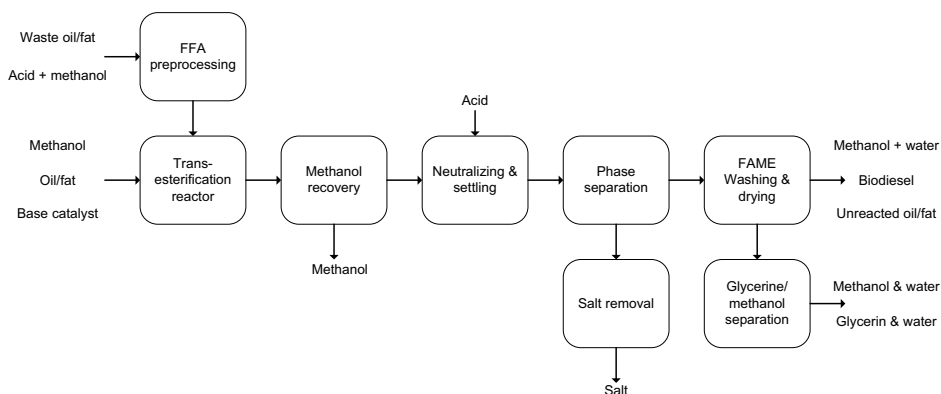 Waste oil/fat
Acid + methanol
FFA
preprocessing
Acid
Methanol
Oil/fat
Base catalyst
Trans-
esterification
reactor
Methanol
recovery
Neutralizing &
settling
Phase
separation
FAME
Washing &
drying
Methanol + water
Biodiesel
Unreacted oil/fat
Methanol
Salt removal
Glycerine/
methanol
separation
Methanol & water
Glycerin & water
Salt